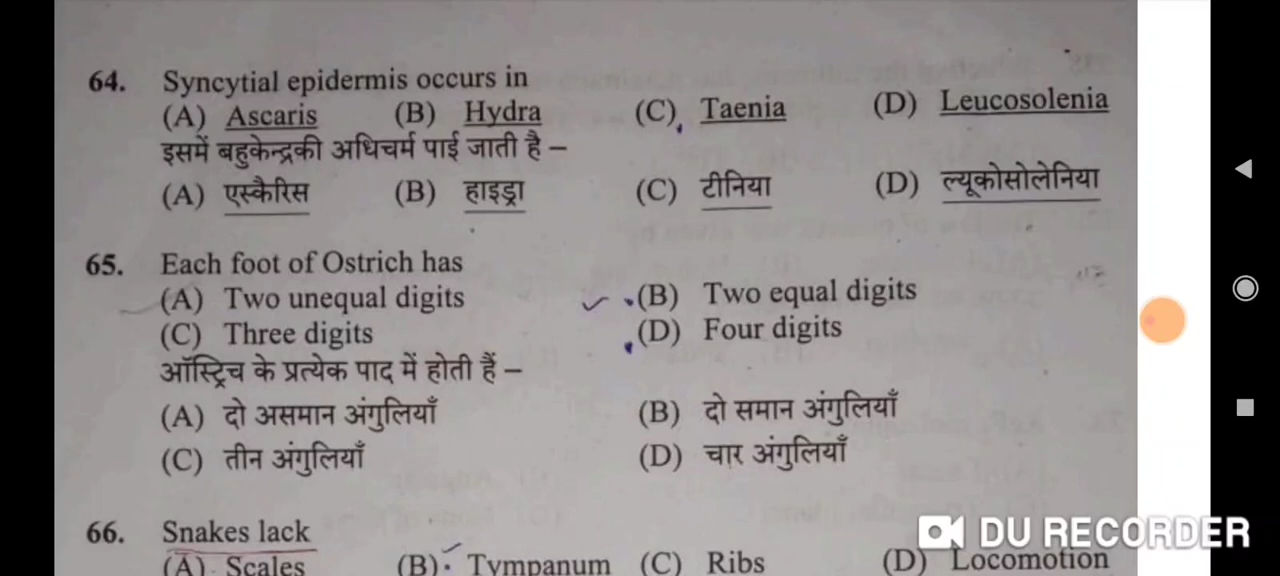 64. Syncytial epidermis occurs in
(A) Ascaris (B) Hydra (C) Taenia (D) Leucosolenia
इसमें बहुकेन्द्रकी अधिचर्म पाई जाती है –
(A) एस्कैरिस (B) हाइड्रा (C) टीनिया (D) ल्यूकोसोलेनिया
65. Each foot of Ostrich has
(A) Two unequal digits (B) Two equal digits
(C) Three digits (D) Four digits
ऑस्ट्रिच के प्रत्येक पाद में होती हैं –
(A) दो असमान अंगुलियाँ (B) दो समान अंगुलियाँ
(C) तीन अंगुलियाँ (D) चार अंगुलियाँ
66. Snakes lack
(A) Scales (B) Tympanum (C) Ribs (D) Locomotion
DU RECORDER